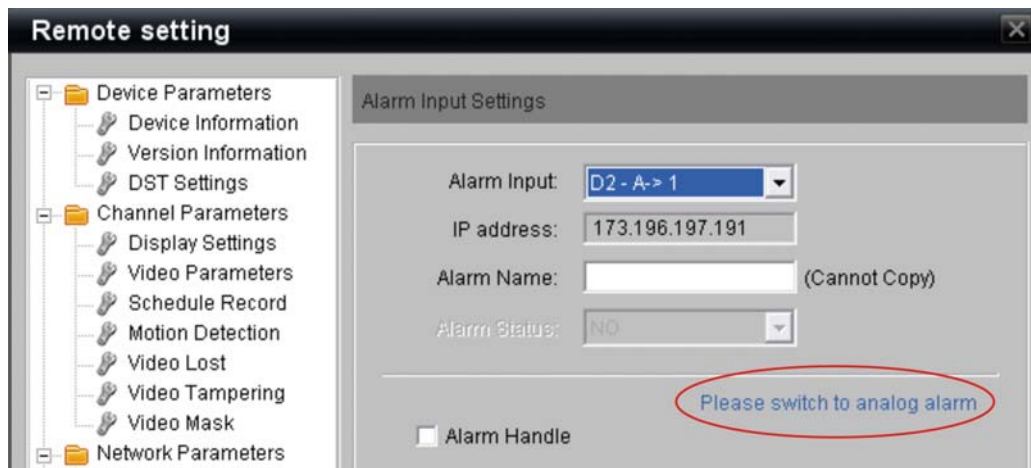 Remote setting
Device Parameters
Device Information
Version Information
DST Settings
Channel Parameters
Display Settings
Video Parameters
Schedule Record
Motion Detection
Video Lost
Video Tampering
Video Mask
Network Parameters
Alarm Input Settings
Alarm Input: D2 - A-> 1
IP address: 173.196.197.191
Alarm Name: (Cannot Copy)
Alarm Status: NO
Please switch to analog alarm
Alarm Handle